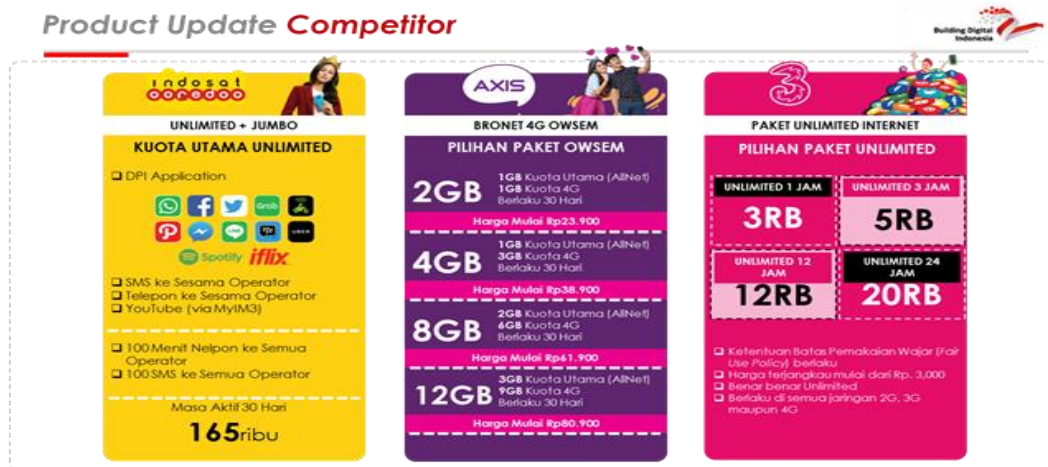 Product Update Competitor
Building Digital
Indonesia
indosat
ooredoo
UNLIMITED + JUMBO
KUOTA UTAMA UNLIMITED
DPI Application
Grab
LINE
UBER
Spotify iflix
SMS ke Sesama Operator
Telepon ke Sesama Operator
YouTube (via MyIM3)
100 Menit Nelpon ke Semua
Operator
100 SMS ke Semua Operator
Masa Aktif 30 Hari
165ribu
AXIS
BRONET 4G OWSEM
PILIHAN PAKET OWSEM
2GB
1GB Kuota Utama (AllNet)
1GB Kuota 4G
Berlaku 30 Hari
Harga Mulai Rp23.900
4GB
1GB Kuota Utama (AllNet)
3GB Kuota 4G
Berlaku 30 Hari
Harga Mulai Rp38.900
8GB
2GB Kuota Utama (AllNet)
6GB Kuota 4G
Berlaku 30 Hari
Harga Mulai Rp61.900
12GB
3GB Kuota Utama (AllNet)
9GB Kuota 4G
Berlaku 30 Hari
Harga Mulai Rp80.900
3
PAKET UNLIMITED INTERNET
PILIHAN PAKET UNLIMITED
UNLIMITED 1 JAM
3RB
UNLIMITED 3 JAM
5RB
UNLIMITED 12
JAM
12RB
UNLIMITED 24
JAM
20RB
Ketentuan Batas Pemakaian Wajar (Fair
Use Policy) berlaku
Harga terjangkau mulai dari Rp. 3,000
Benar benar Unlimited
Berlaku di semua jaringan 2G, 3G
maupun 4G